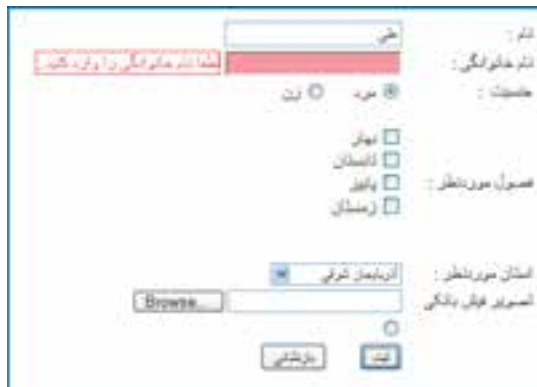 نام : علی
نام خانوادگی : لطفا نام خانوادگی را وارد کنید
جنسیت : مرد زن
بهار
تابستان
فصول موردنظر : پاییز
زمستان
استان موردنظر : آذربایجان شرقی
تصویر فیش بانکی Browse...
ثبت بازنشانی